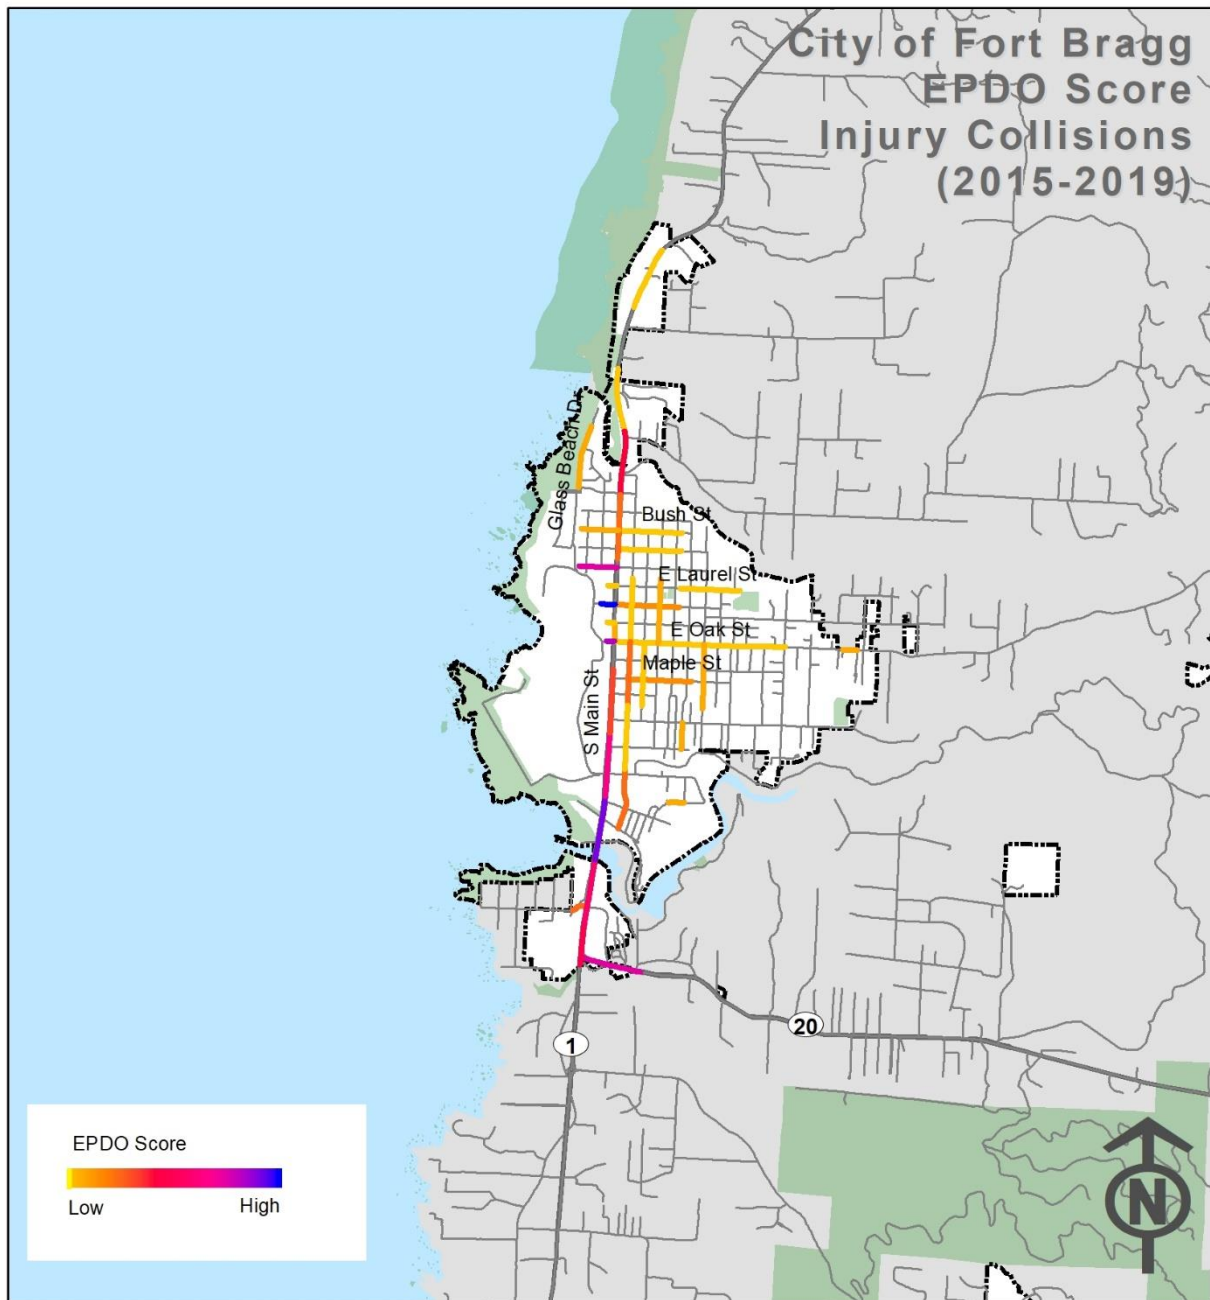 City of Fort Bragg
EPDO Score
Injury Collisions
(2015-2019)
Glass Beach Dr
Bush St
E Laurel St
E Oak St
Maple St
S Main St
20
1
EPDO Score
Low
High
N